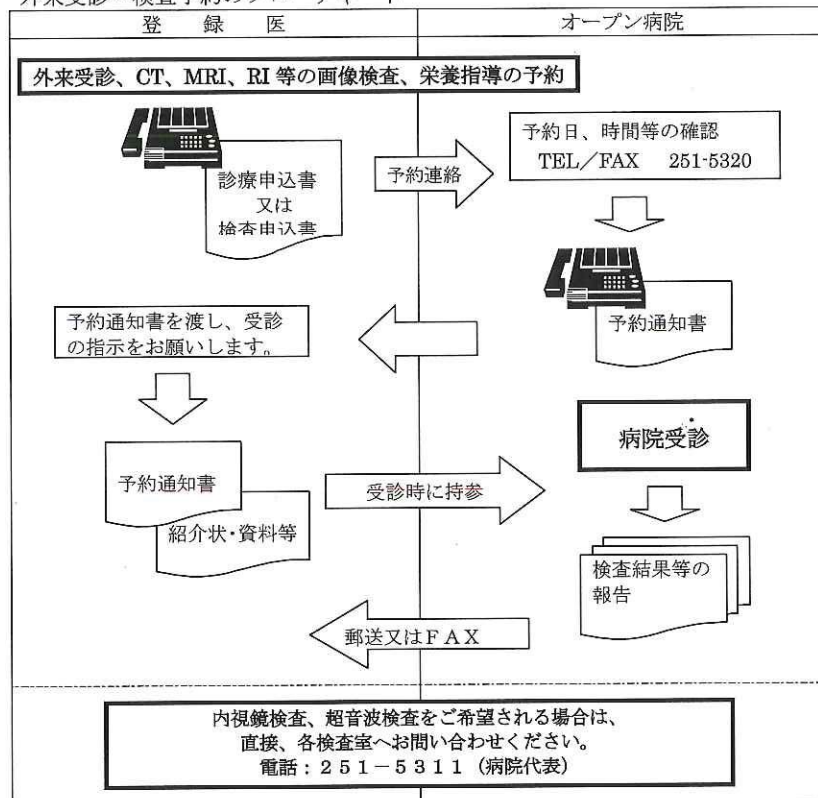 登　録　医
オープン病院
外来受診、CT、MRI、RI 等の画像検査、栄養指導の予約
診療申込書
又は
検査申込書
予約連絡
予約日、時間等の確認
TEL／FAX　251-5320
予約通知書
予約通知書を渡し、受診
の指示をお願いします。
病院受診
予約通知書
紹介状・資料等
受診時に持参
検査結果等の
報告
郵送又はＦＡＸ
内視鏡検査、超音波検査をご希望される場合は、
直接、各検査室へお問い合わせください。
電話：２５１－５３１１（病院代表）